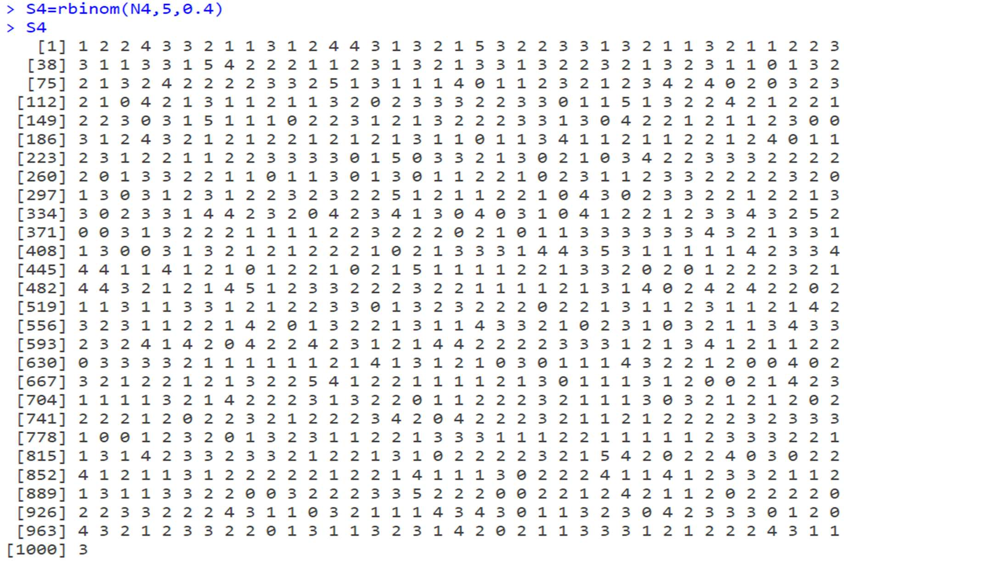 > S4=rbinom(N4,5,0.4)
> S4
[1] 1 2 2 4 3 3 2 1 1 3 1 2 4 4 3 1 3 2 1 5 3 2 2 3 3 1 3 2 1 1 3 2 1 1 2 2 3
[38] 3 1 1 3 3 1 5 4 2 2 2 1 1 2 3 1 3 2 1 3 3 1 3 2 2 3 2 1 3 2 3 1 1 0 1 3 2
[75] 2 1 3 2 4 2 2 2 2 3 3 2 5 1 3 1 1 1 4 0 1 1 2 3 2 1 2 3 4 2 4 0 2 0 3 2 3
[112] 2 1 0 4 2 1 3 1 1 2 1 1 3 2 0 2 3 3 3 2 2 3 3 0 1 1 5 1 3 2 2 4 2 1 2 2 1
[149] 2 2 3 0 3 1 5 1 1 1 0 2 2 3 1 2 1 3 2 2 2 3 3 1 3 0 4 2 2 1 2 1 1 2 3 0 0
[186] 3 1 2 4 3 2 1 2 1 2 2 1 2 1 2 1 3 1 1 0 1 1 3 4 1 1 2 1 1 2 2 1 2 4 0 1 1
[223] 2 3 1 2 2 1 1 2 2 3 3 3 3 0 1 5 0 3 3 2 1 3 0 2 1 0 3 4 2 2 3 3 3 2 2 2 2
[260] 2 0 1 3 3 2 2 1 1 0 1 1 3 0 1 3 0 1 1 2 2 1 0 2 3 1 1 2 3 3 2 2 2 2 3 2 0
[297] 1 3 0 3 1 2 3 1 2 2 3 2 3 2 2 5 1 2 1 1 2 2 1 0 4 3 0 2 3 3 2 2 1 2 2 1 3
[334] 3 0 2 3 3 1 4 4 2 3 2 0 4 2 3 4 1 3 0 4 0 3 1 0 4 1 2 2 1 2 3 3 4 3 2 5 2
[371] 0 0 3 1 3 2 2 2 1 1 1 1 2 2 3 2 2 2 0 2 1 0 1 1 3 3 3 3 3 3 4 3 2 1 3 3 1
[408] 1 3 0 0 3 1 3 2 1 2 1 2 2 2 1 0 2 1 3 3 3 1 4 4 3 5 3 1 1 1 1 1 4 2 3 3 4
[445] 4 4 1 1 4 1 2 1 0 1 2 2 1 0 2 1 5 1 1 1 1 2 2 1 3 3 2 0 2 0 1 2 2 2 3 2 1
[482] 4 4 3 2 1 2 1 4 5 1 2 3 3 2 2 2 3 2 2 1 1 1 1 2 1 3 1 4 0 2 4 2 4 2 2 0 2
[519] 1 1 3 1 1 3 3 1 2 1 2 2 3 3 0 1 3 2 3 2 2 2 0 2 2 1 3 1 1 2 3 1 1 2 1 4 2
[556] 3 2 3 1 1 2 2 1 4 2 0 1 3 2 2 1 3 1 1 4 3 3 2 1 0 2 3 1 0 3 2 1 1 3 4 3 3
[593] 2 3 2 4 1 4 2 0 4 2 2 4 2 3 1 2 1 4 4 2 2 2 2 3 3 3 1 2 1 3 4 1 2 1 1 2 2
[630] 0 3 3 3 3 2 1 1 1 1 1 1 2 1 4 1 3 1 2 1 0 3 0 1 1 1 4 3 2 2 1 2 0 0 4 0 2
[667] 3 2 1 2 2 1 2 1 3 2 2 5 4 1 2 2 1 1 1 1 2 1 3 0 1 1 1 3 1 2 0 0 2 1 4 2 3
[704] 1 1 1 1 3 2 1 4 2 2 2 3 1 3 2 2 0 1 1 2 2 2 3 2 1 1 1 3 0 3 2 1 2 1 2 0 2
[741] 2 2 2 1 2 0 2 2 3 2 1 2 2 2 3 4 2 0 4 2 2 2 3 2 1 1 2 1 2 2 2 2 3 2 3 3 3
[778] 1 0 0 1 2 3 2 0 1 3 2 3 1 1 2 2 1 3 3 3 1 1 1 2 2 1 1 1 1 1 2 3 3 3 2 2 1
[815] 1 3 1 4 2 3 3 2 3 3 2 1 2 2 1 3 1 0 2 2 2 2 3 2 1 5 4 2 0 2 2 4 0 3 0 2 2
[852] 4 1 2 1 1 3 1 2 2 2 2 2 1 2 2 1 4 1 1 1 3 0 2 2 2 4 1 1 4 1 2 3 3 2 1 1 2
[889] 1 3 1 1 3 3 2 2 0 0 3 2 2 2 3 3 5 2 2 2 0 0 2 2 1 2 4 2 1 1 2 0 2 2 2 2 0
[926] 2 2 3 3 2 2 2 4 3 1 1 0 3 2 1 1 1 4 3 4 3 0 1 1 3 2 3 0 4 2 3 3 3 0 1 2 0
[963] 4 3 2 1 2 3 3 2 2 0 1 3 1 1 3 2 3 1 4 2 0 2 1 1 3 3 3 1 2 1 2 2 2 4 3 1 1
[1000] 3